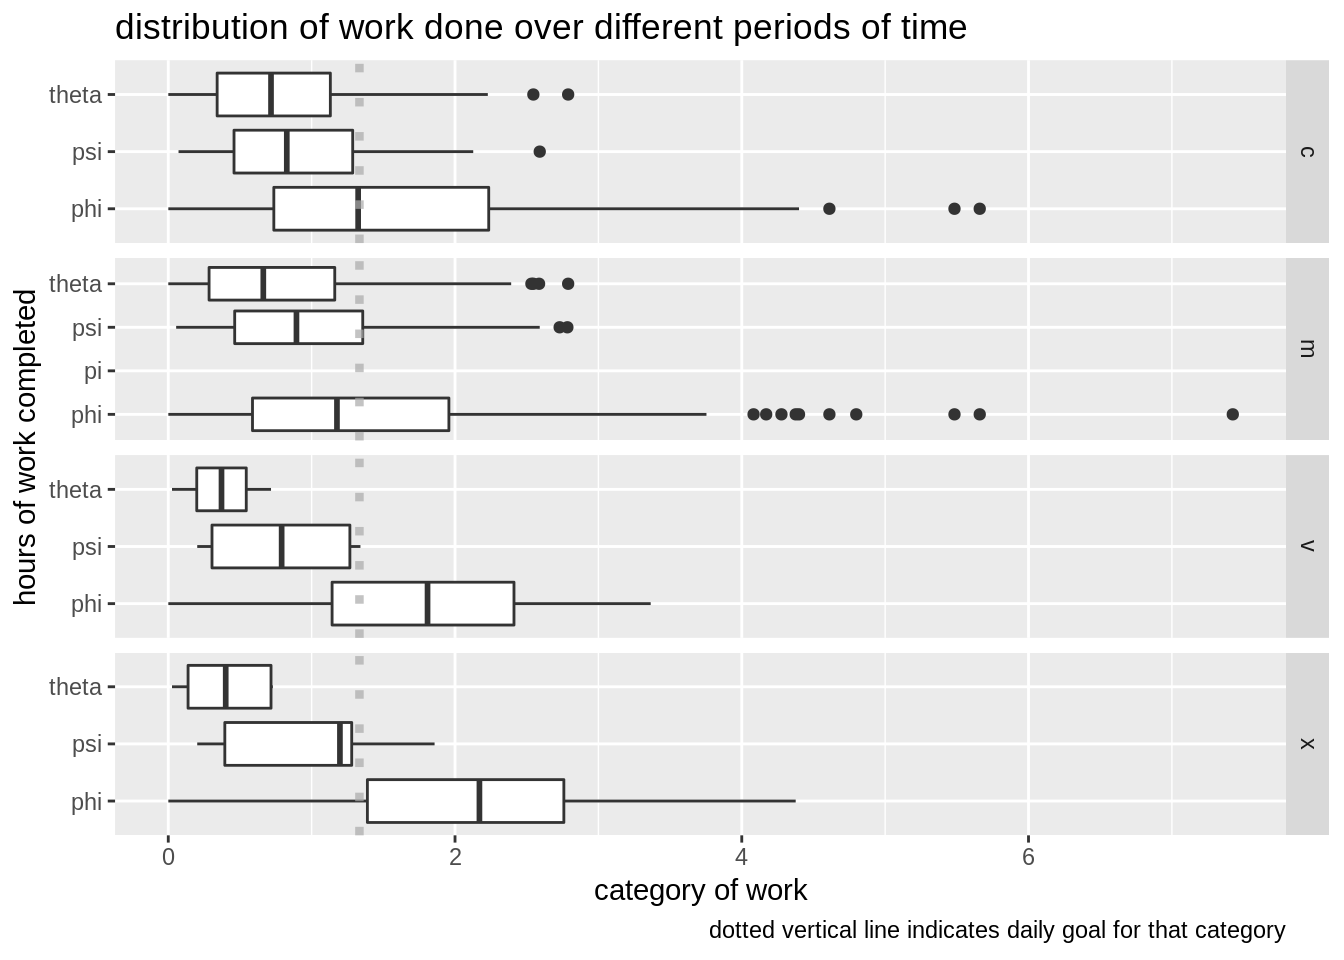 distribution of work done over different periods of time
theta
psi
phi
c
theta
psi
pi
phi
m
theta
psi
phi
v
theta
psi
phi
x
hours of work completed
0 2 4 6
category of work
dotted vertical line indicates daily goal for that category